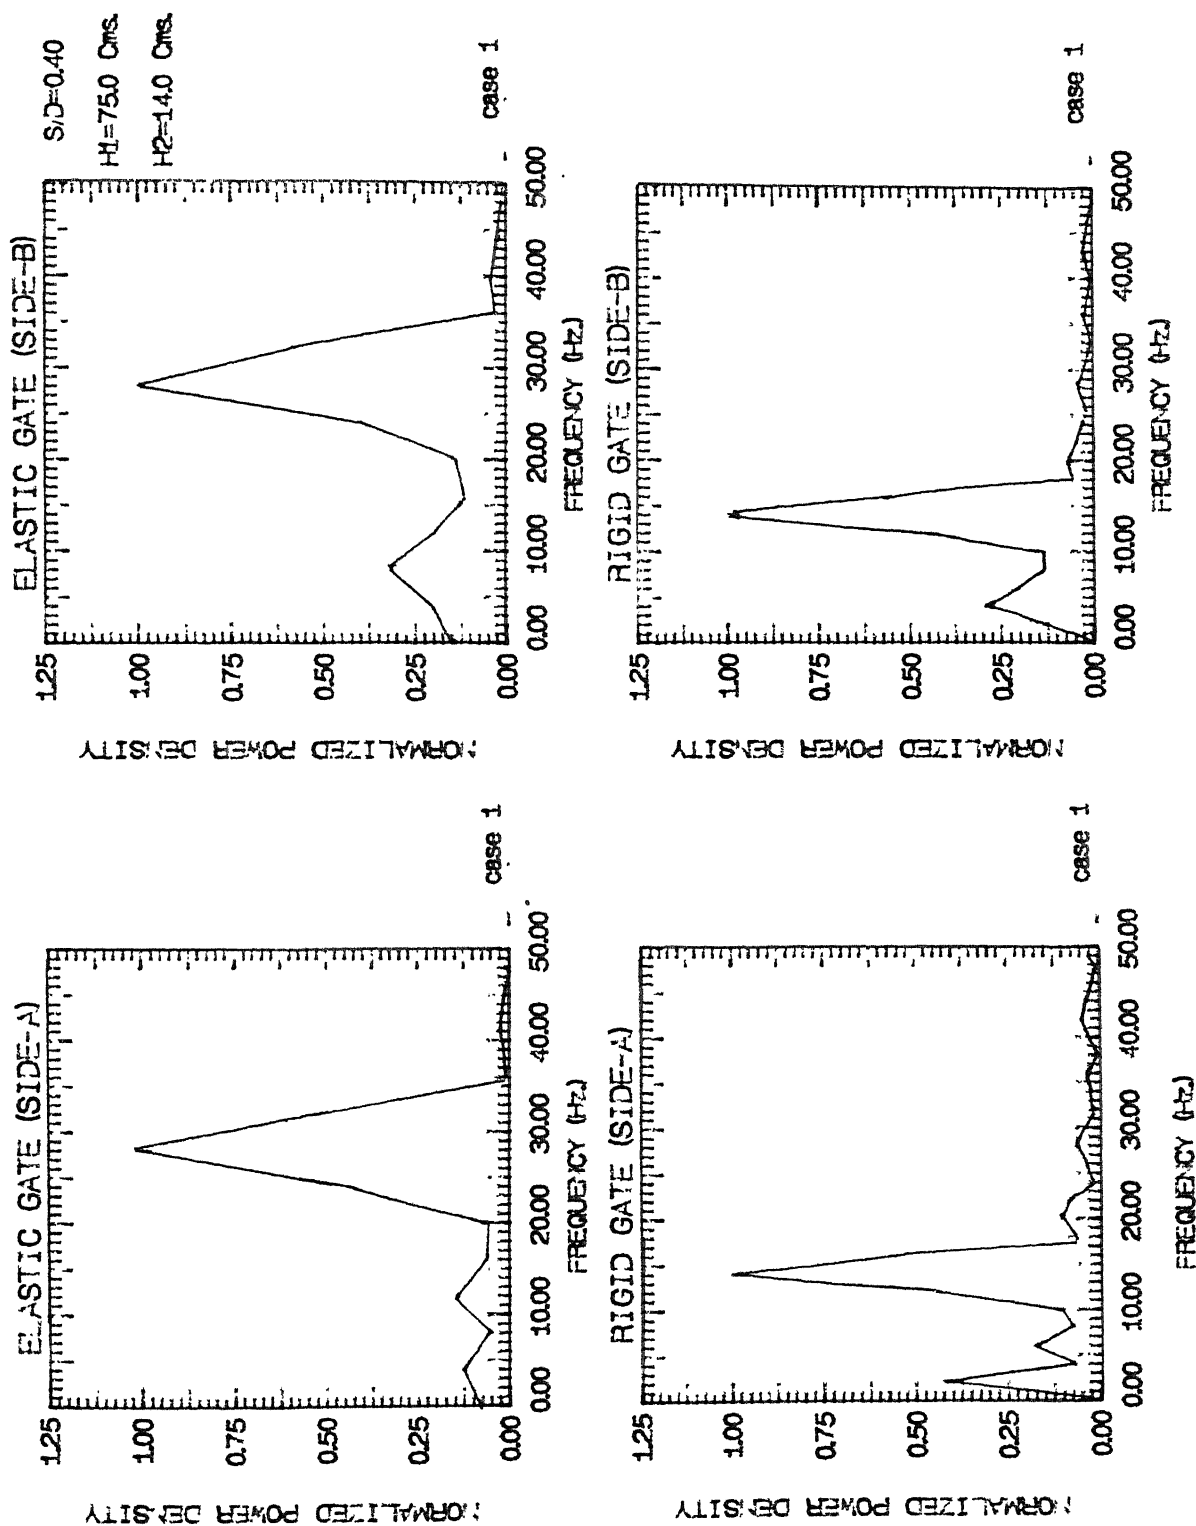 S/D=0.40
H1=75.0 Cms.
H2=14.0 Cms.
ELASTIC GATE (SIDE-A)
NORMALIZED POWER DENSITY
1.25
1.00
0.75
0.50
0.25
0.00
0.00 10.00 20.00 30.00 40.00 50.00
FREQUENCY (Hz.)
case 1
ELASTIC GATE (SIDE-B)
NORMALIZED POWER DENSITY
1.25
1.00
0.75
0.50
0.25
0.00
0.00 10.00 20.00 30.00 40.00 50.00
FREQUENCY (Hz.)
case 1
RIGID GATE (SIDE-A)
NORMALIZED POWER DENSITY
1.25
1.00
0.75
0.50
0.25
0.00
0.00 10.00 20.00 30.00 40.00 50.00
FREQUENCY (Hz.)
case 1
RIGID GATE (SIDE-B)
NORMALIZED POWER DENSITY
1.25
1.00
0.75
0.50
0.25
0.00
0.00 10.00 20.00 30.00 40.00 50.00
FREQUENCY (Hz.)
case 1